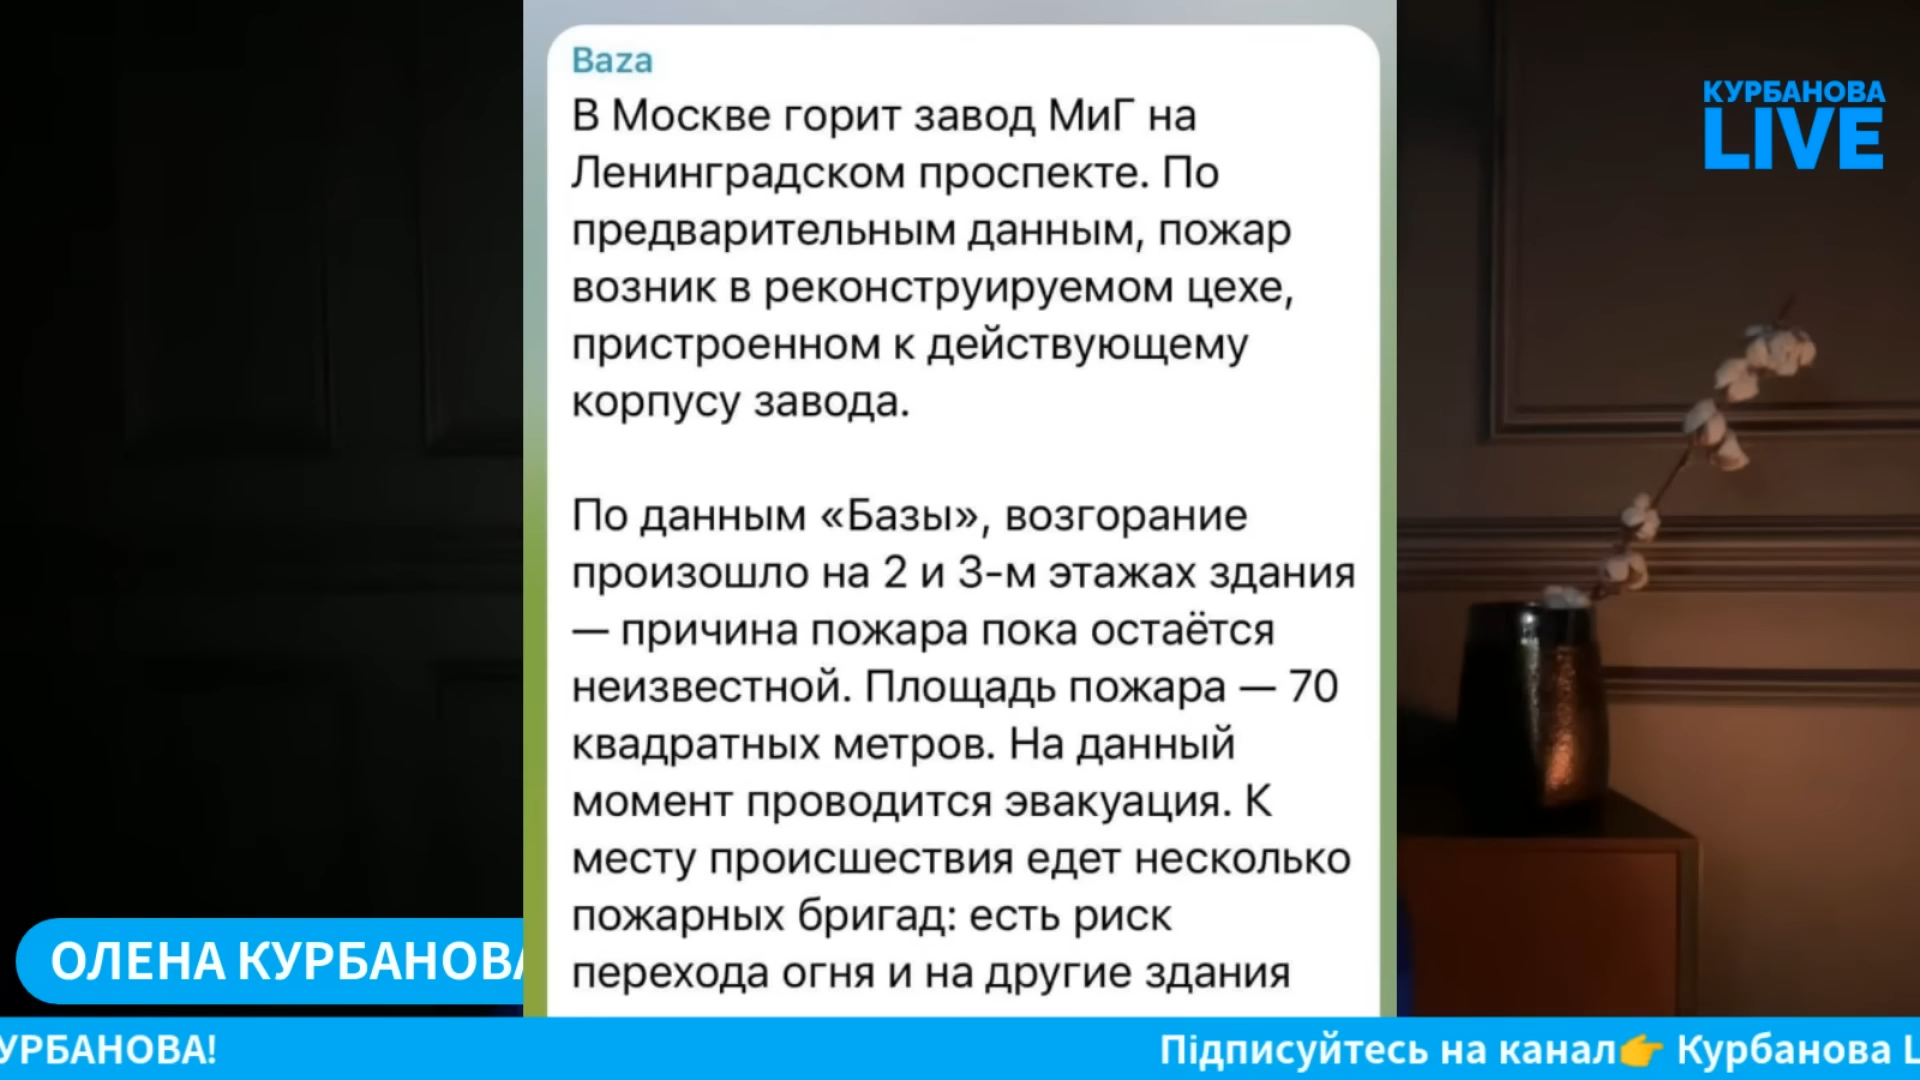 Baza
В Москве горит завод МиГ на
Ленинградском проспекте. По
предварительным данным, пожар
возник в реконструируемом цехе,
пристроенном к действующему
корпусу завода.
По данным «Базы», возгорание
произошло на 2 и 3-м этажах здания
— причина пожара пока остаётся
неизвестной. Площадь пожара — 70
квадратных метров. На данный
момент проводится эвакуация. К
месту происшествия едет несколько
пожарных бригад: есть риск
перехода огня и на другие здания
КУРБАНОВА
LIVE
ОЛЕНА КУРБАНОВА
УРБАНОВА!
Підписуйтесь на канал👉 Курбанова L